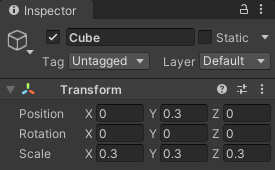 Inspector
Cube Static
Tag Untagged Layer Default
Transform
Position X 0 Y 0.3 Z 0
Rotation X 0 Y 0 Z 0
Scale X 0.3 Y 0.3 Z 0.3